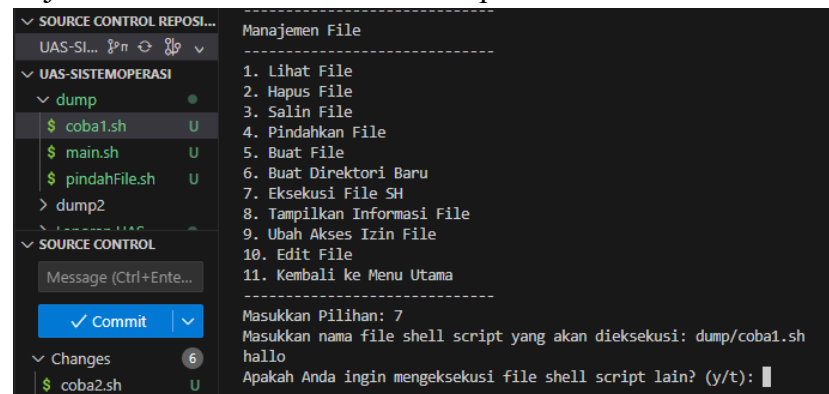 SOURCE CONTROL REPOSI...
UAS-SI...
UAS-SISTEMOPERASI
dump
$ coba1.sh U
$ main.sh U
$ pindahFile.sh U
dump2
SOURCE CONTROL
Message (Ctrl+Ente...
Commit
Changes 6
$ coba2.sh U
------------------------------
Manajemen File
------------------------------
1. Lihat File
2. Hapus File
3. Salin File
4. Pindahkan File
5. Buat File
6. Buat Direktori Baru
7. Eksekusi File SH
8. Tampilkan Informasi File
9. Ubah Akses Izin File
10. Edit File
11. Kembali ke Menu Utama
------------------------------
Masukkan Pilihan: 7
Masukkan nama file shell script yang akan dieksekusi: dump/coba1.sh
hallo
Apakah Anda ingin mengeksekusi file shell script lain? (y/t):